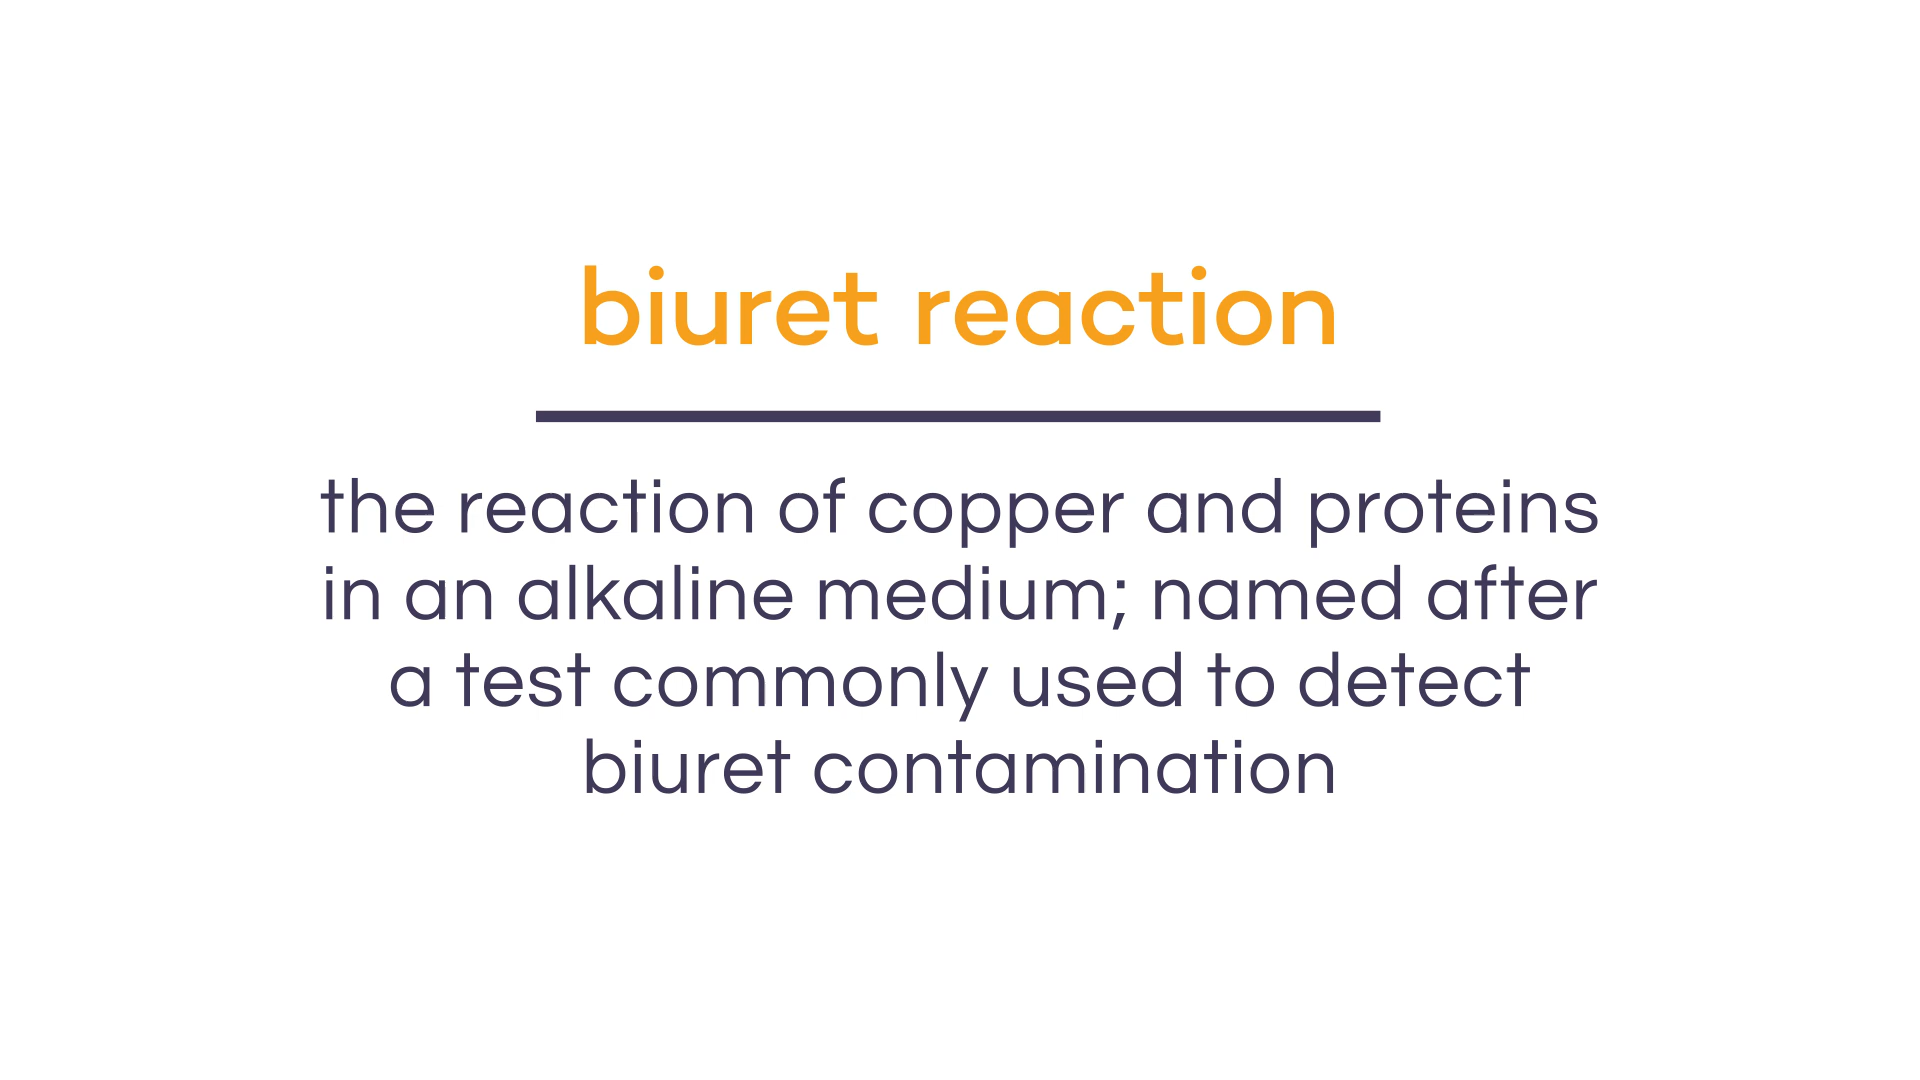 biuret reaction
the reaction of copper and proteins
in an alkaline medium; named after
a test commonly used to detect
biuret contamination